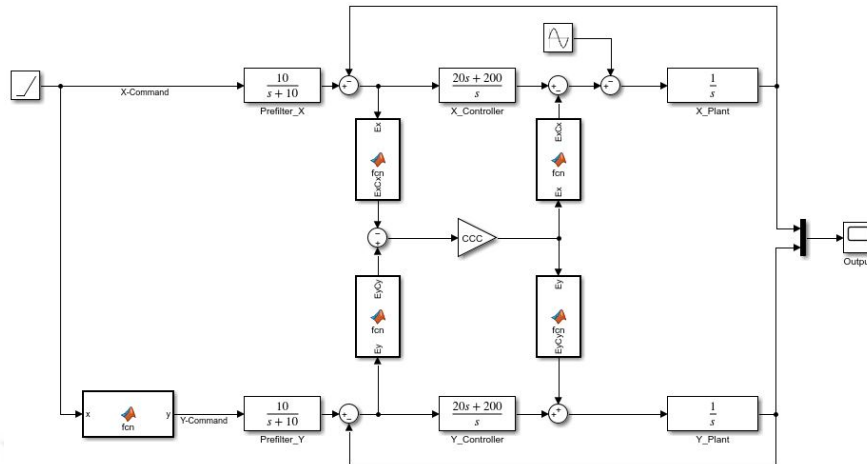 X-Command
10
s + 10
Prefilter_X
+
−
20s + 200
s
X_Controller
+
−
+
−
1
s
X_Plant
Ex
fcn
ExCx
ExCx
fcn
Ex
−
+
CCC
EyCy
fcn
Ey
Ey
fcn
EyCy
Outpu
x
fcn
y
Y-Command
10
s + 10
Prefilter_Y
+
−
20s + 200
s
Y_Controller
+
+
1
s
Y_Plant